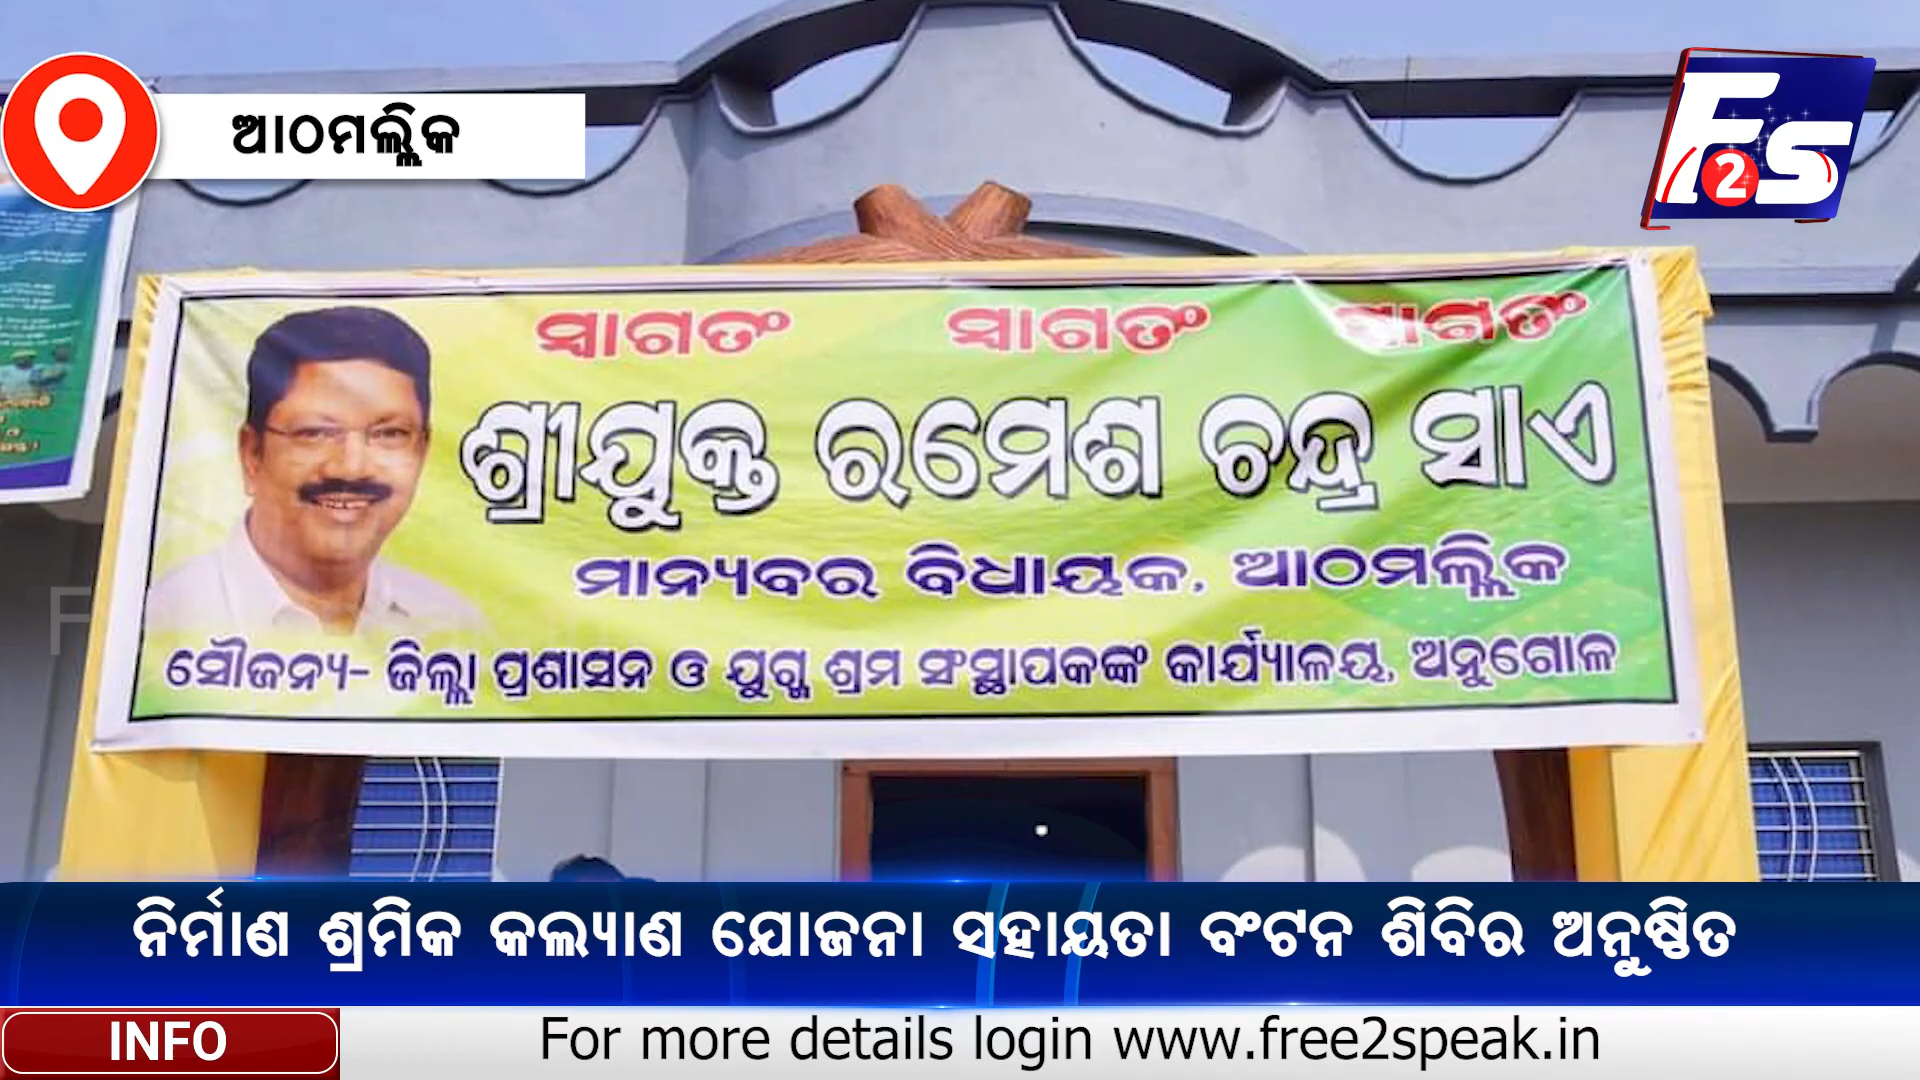 ଆଠମଲ୍ଲିକ
F2S
ସ୍ୱାଗତଂ ସ୍ୱାଗତଂ ସ୍ୱାଗତଂ
ଶ୍ରୀଯୁକ୍ତ ରମେଶ ଚନ୍ଦ୍ର ସାଏ
ମାନ୍ୟବର ବିଧାୟକ, ଆଠମଲ୍ଲିକ
ସୌଜନ୍ୟ- ଜିଲ୍ଲା ପ୍ରଶାସନ ଓ ଯୁଗ୍ମ ଶ୍ରମ ସଂସ୍ଥାପକଙ୍କ କାର୍ଯ୍ୟାଳୟ, ଅନୁଗୋଳ
ନିର୍ମାଣ ଶ୍ରମିକ କଲ୍ୟାଣ ଯୋଜନା ସହାୟତା ବଂଟନ ଶିବିର ଅନୁଷ୍ଠିତ
INFO For more details login www.free2speak.in